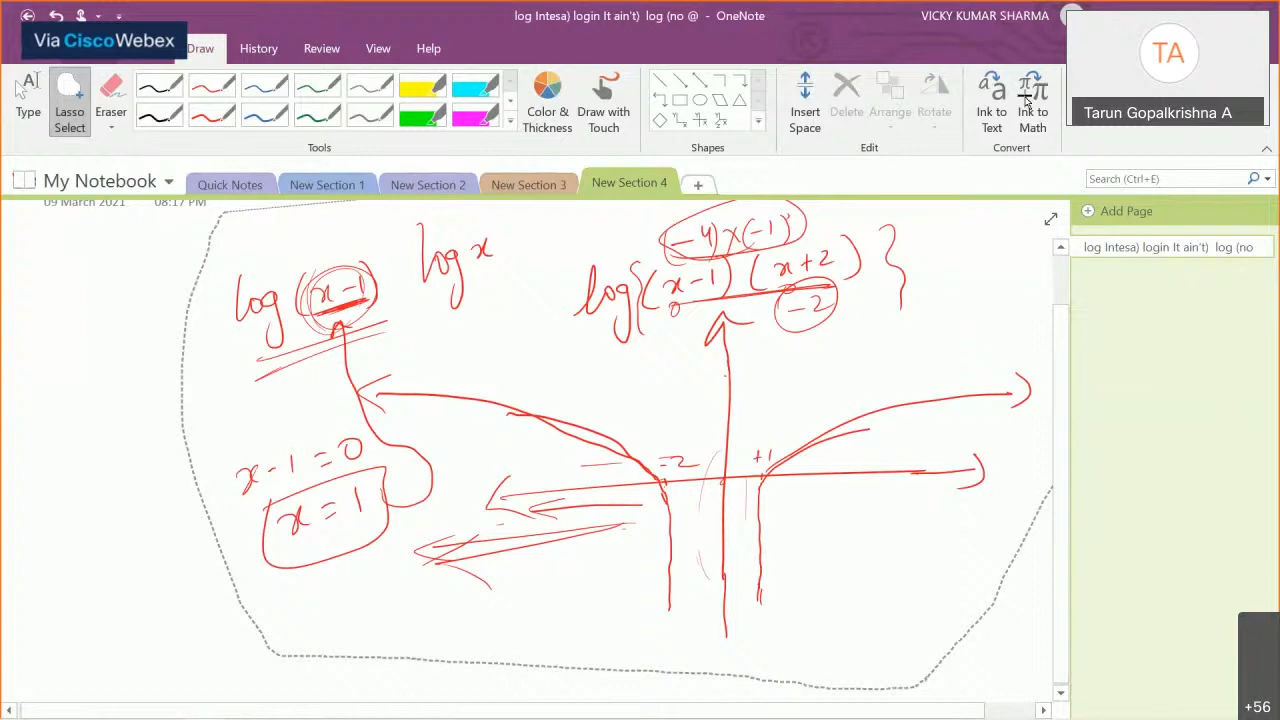 log Intesa) login It ain't) log (no @ - OneNote
VICKY KUMAR SHARMA
Via Cisco Webex
Draw
History
Review
View
Help
TA
Tarun Gopalkrishna A
Type
Lasso Select
Eraser
Color & Thickness
Draw with Touch
Insert Space
Delete
Arrange
Rotate
Ink to Text
Ink to Math
Tools
Shapes
Edit
Convert
My Notebook
Quick Notes
New Section 1
New Section 2
New Section 3
New Section 4
Search (Ctrl+E)
09 March 2021
08:17 PM
Add Page
log Intesa) login It ain't) log (no
log (x-1)
log x
-4) x (-1)
log{(x-1) (x+2)}
0
0
-2
-2
+1
x-1=0
x=1
+56